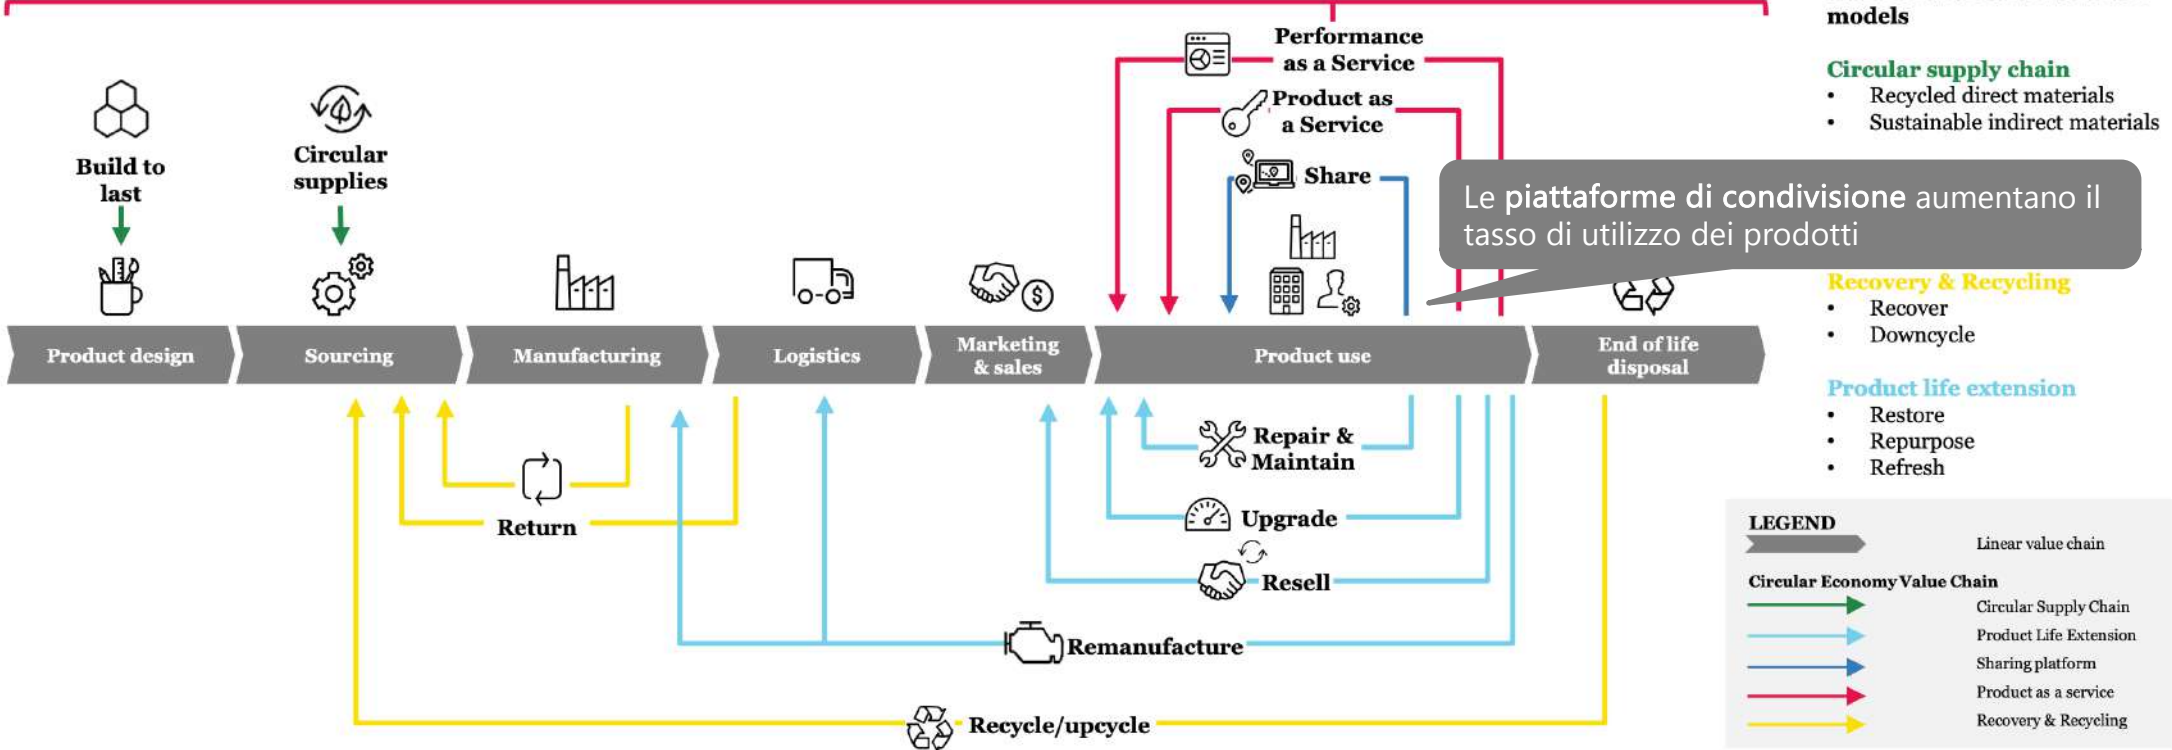 models
Performance
as a Service
Circular supply chain
• Recycled direct materials
• Sustainable indirect materials
Product as
a Service
Build to
last
Circular
supplies
Share
Le piattaforme di condivisione aumentano il
tasso di utilizzo dei prodotti
Recovery & Recycling
• Recover
• Downcycle
$
Product design
Sourcing
Manufacturing
Logistics
Marketing
& sales
Product use
End of life
disposal
Product life extension
• Restore
• Repurpose
• Refresh
Repair &
Maintain
Return
Upgrade
Resell
Remanufacture
Recycle/upcycle
LEGEND
Linear value chain
Circular Economy Value Chain
Circular Supply Chain
Product Life Extension
Sharing platform
Product as a service
Recovery & Recycling